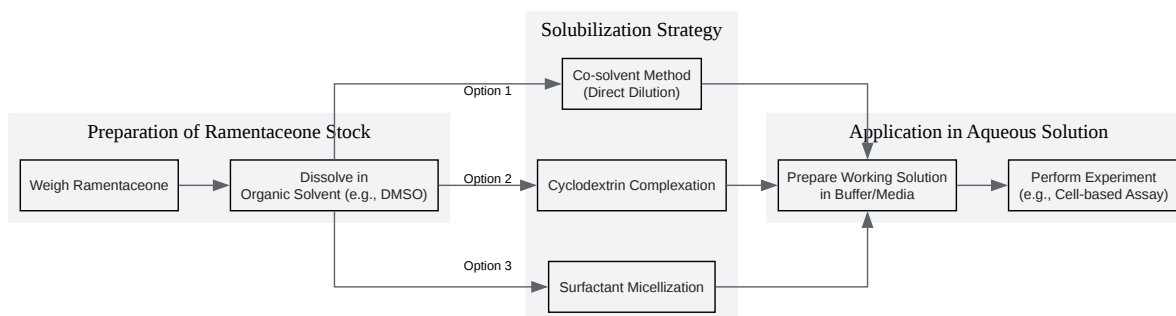 Solubilization Strategy
Co-solvent Method
(Direct Dilution)
Option 1
Preparation of Ramentaceone Stock
Application in Aqueous Solution
Weigh Ramentaceone
Dissolve in
Organic Solvent (e.g., DMSO)
Option 2
Cyclodextrin Complexation
Prepare Working Solution
in Buffer/Media
Perform Experiment
(e.g., Cell-based Assay)
Option 3
Surfactant Micellization